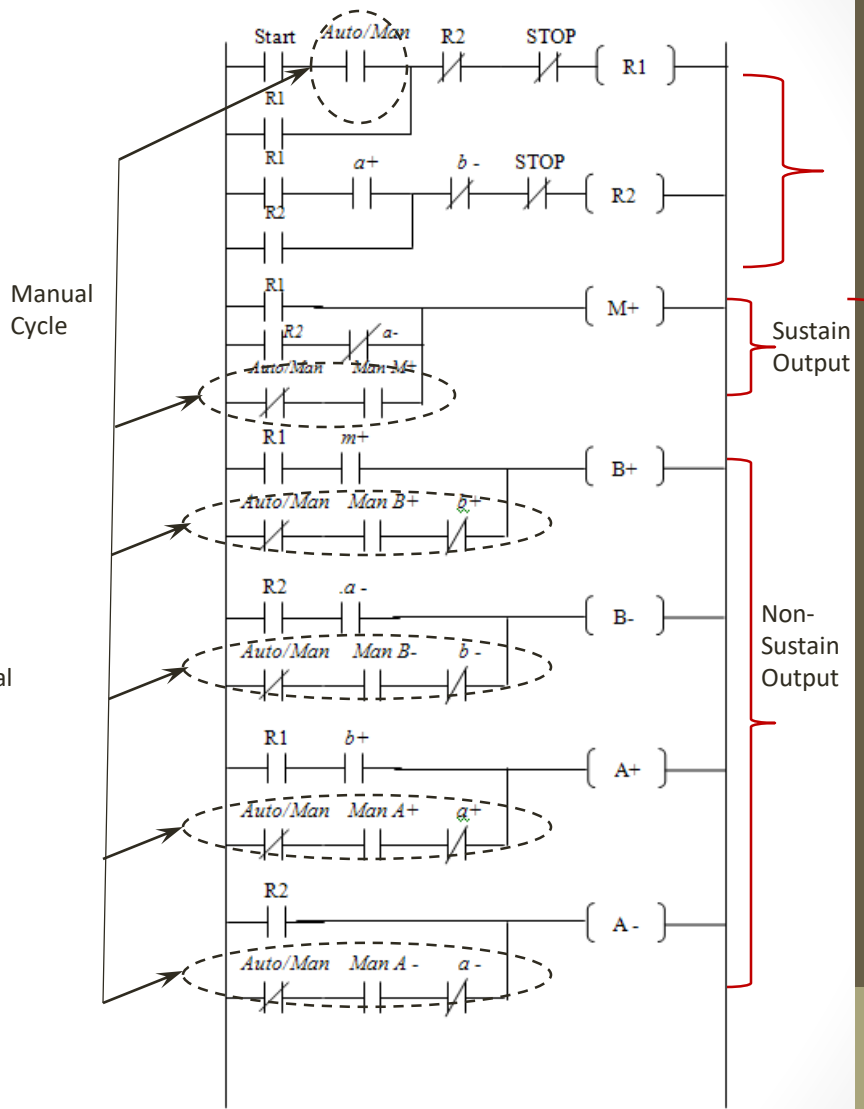 Start Auto/Man R2 STOP
R1
R1
R1 a+ b - STOP
R2
R2
R1
M+
Manual
Cycle
R2 a-
Auto/Man Man M+
Sustain
Output
R1 m+
B+
Auto/Man Man B+ b+
R2 .a -
B-
Non-
Sustain
Output
Auto/Man Man B- b -
al
R1 b+
A+
Auto/Man Man A+ a+
R2
A -
Auto/Man Man A - a -